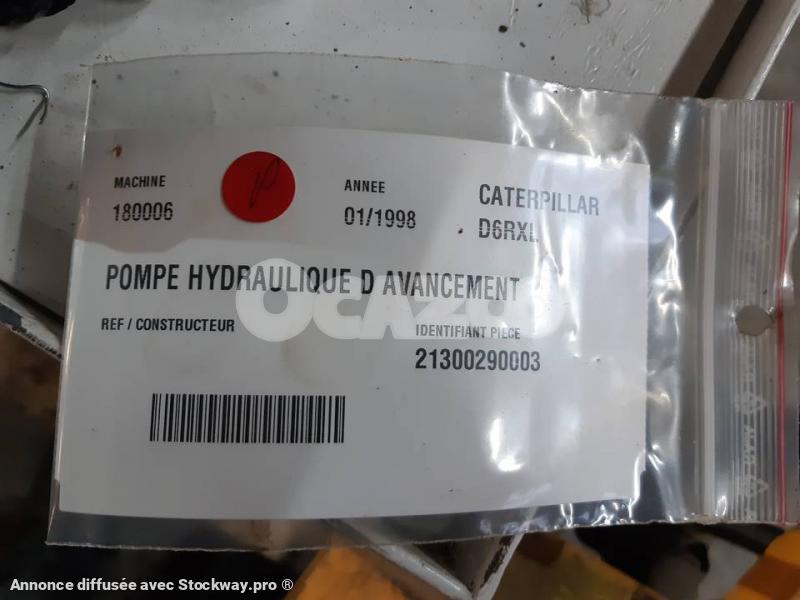 MACHINE
180006
P
ANNEE
01/1998
CATERPILLAR
D6RXL
POMPE HYDRAULIQUE D AVANCEMENT
OCAZOO
REF / CONSTRUCTEUR
IDENTIFIANT PIECE
21300290003
Annonce diffusée avec Stockway.pro ®